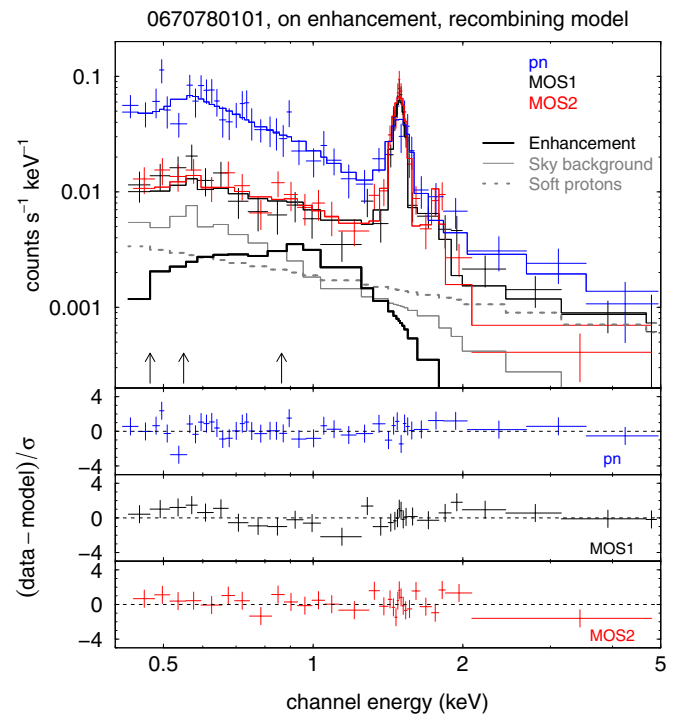 0670780101, on enhancement, recombining model
pn
MOS1
MOS2
Enhancement
Sky background
Soft protons
0.1
0.01
0.001
counts s⁻¹ keV⁻¹
4
0
−4
pn
4
0
−4
MOS1
4
0
−4
MOS2
(data−model)/σ
0.5
1
2
5
channel energy (keV)